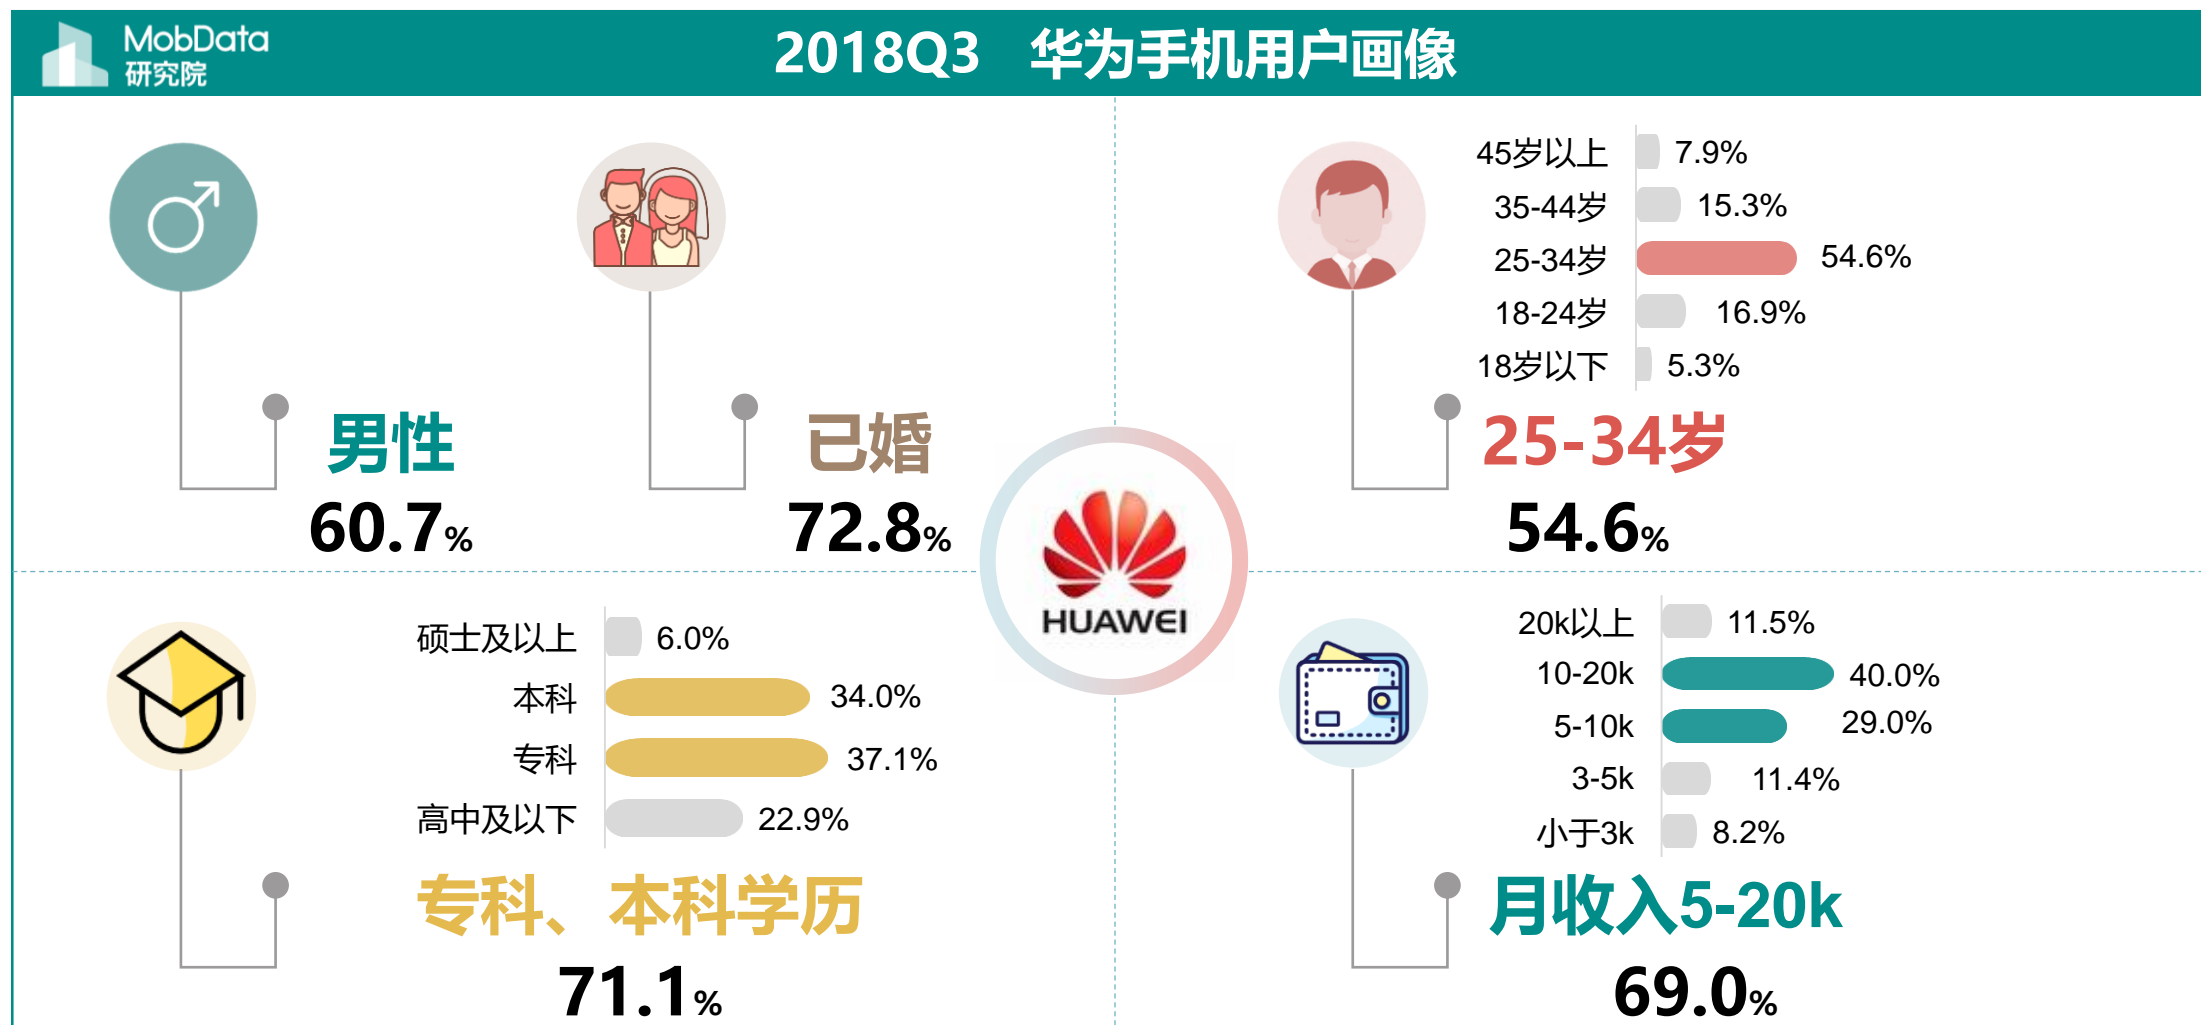 MobData
研究院
2018Q3 华为手机用户画像
男性
60.7%
已婚
72.8%
45岁以上 7.9%
35-44岁 15.3%
25-34岁 54.6%
18-24岁 16.9%
18岁以下 5.3%
25-34岁
54.6%
HUAWEI
硕士及以上 6.0%
本科 34.0%
专科 37.1%
高中及以下 22.9%
专科、本科学历
71.1%
20k以上 11.5%
10-20k 40.0%
5-10k 29.0%
3-5k 11.4%
小于3k 8.2%
月收入5-20k
69.0%